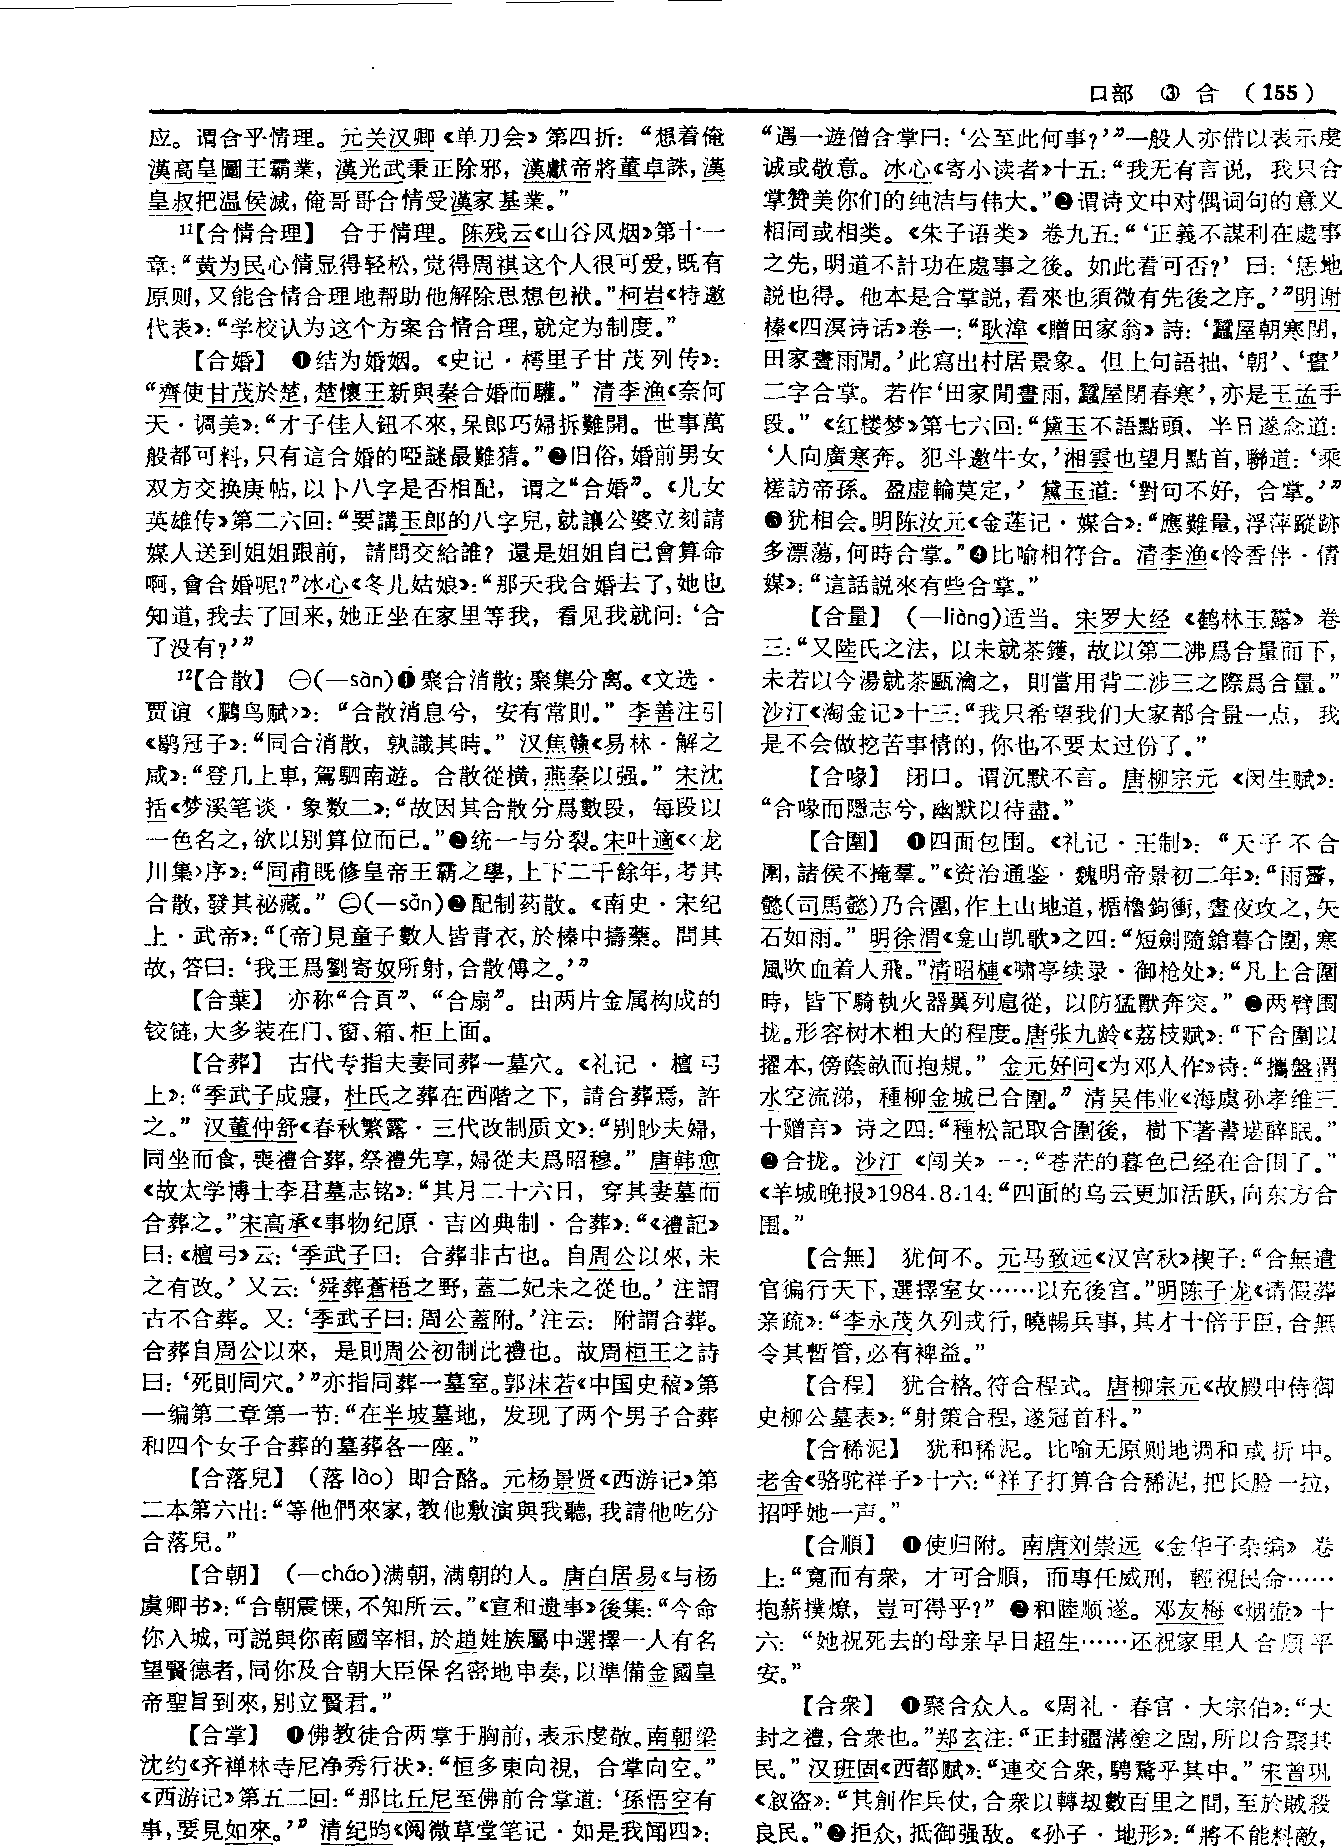 口部 ③ 合 (155)
应。谓合乎情理。元关汉卿《单刀会》第四折：“想着俺
漢高皇圖王霸業，漢光武秉正除邪，漢獻帝將董卓誅，漢
皇叔把温侯滅，俺哥哥合情受漢家基業。”
11【合情合理】 合于情理。陈残云《山谷风烟》第十一
章：“黄为民心情显得轻松，觉得周祺这个人很可爱，既有
原则，又能合情合理地帮助他解除思想包袱。”柯岩《特邀
代表》：“学校认为这个方案合情合理，就定为制度。”
【合婚】 ❶结为婚姻。《史记·樗里子甘茂列传》：
“齊使甘茂於楚，楚懷王新與秦合婚而驩。”清李渔《奈何
天·调美》：“才子佳人鈕不來，呆郎巧婦拆難開。世事萬
般都可料，只有這合婚的啞謎最難猜。”❷旧俗，婚前男女
双方交换庚帖，以卜八字是否相配，谓之“合婚”。《儿女
英雄传》第二六回：“要講玉郎的八字兒，就讓公婆立刻請
媒人送到姐姐跟前，請問交給誰？還是姐姐自己會算命
啊，會合婚呢？”冰心《冬儿姑娘》：“那天我合婚去了，她也
知道，我去了回来，她正坐在家里等我，看见我就问：‘合
了没有？’”
12【合散】 ㊀(—sàn)❶聚合消散；聚集分离。《文选·
贾谊〈鵩鸟赋〉》：“合散消息兮，安有常則。”李善注引
《鹖冠子》：“同合消散，孰識其時。”汉焦赣《易林·解之
咸》：“登几上車，駕駟南遊。合散從横，燕秦以强。”宋沈
括《梦溪笔谈·象数二》：“故因其合散分爲數段，每段以
一色名之，欲以别算位而已。”❷统一与分裂。宋叶適《〈龙
川集〉序》：“同甫既修皇帝王霸之學，上下二千餘年，考其
合散，發其祕藏。”㊁(—sǎn)❷配制药散。《南史·宋纪
上·武帝》：“〔帝〕見童子數人皆青衣，於榛中擣藥。問其
故，答曰：‘我王爲劉寄奴所射，合散傅之。’”
【合葉】 亦称“合頁”、“合扇”。由两片金属构成的
铰链，大多装在门、窗、箱、柜上面。
【合葬】 古代专指夫妻同葬一墓穴。《礼记·檀弓
上》：“季武子成寢，杜氏之葬在西階之下，請合葬焉，許
之。”汉董仲舒《春秋繁露·三代改制质文》：“别眇夫婦，
同坐而食，喪禮合葬，祭禮先享，婦從夫爲昭穆。”唐韩愈
《故太学博士李君墓志铭》：“其月二十六日，穿其妻墓而
合葬之。”宋高承《事物纪原·吉凶典制·合葬》：“《禮記》
曰：《檀弓》云：‘季武子曰：合葬非古也。自周公以來，未
之有改。’又云：‘舜葬蒼梧之野，蓋二妃未之從也。’注謂
古不合葬。又：‘季武子曰：周公蓋附。’注云：附謂合葬。
合葬自周公以來，是則周公初制此禮也。故周桓王之詩
曰：‘死則同穴。’”亦指同葬一墓室。郭沫若《中国史稿》第
一编第二章第一节：“在半坡墓地，发现了两个男子合葬
和四个女子合葬的墓葬各一座。”
【合落兒】 (落 lào) 即合酪。元杨景贤《西游记》第
二本第六出：“等他們來家，教他敷演與我聽，我請他吃分
合落兒。”
【合朝】 (—cháo)满朝，满朝的人。唐白居易《与杨
虞卿书》：“合朝震慄，不知所云。”《宣和遗事》後集：“今命
你入城，可説與你南國宰相，於趙姓族屬中選擇一人有名
望賢德者，同你及合朝大臣保名密地申奏，以準備金國皇
帝聖旨到來，别立賢君。”
【合掌】 ❶佛教徒合两掌于胸前，表示虔敬。南朝梁
沈约《齐禅林寺尼净秀行状》：“恒多東向視，合掌向空。”
《西游记》第五二回：“那比丘尼至佛前合掌道：‘孫悟空有
事，要見如來。’”清纪昀《阅微草堂笔记·如是我闻四》：
“遇一遊僧合掌曰：‘公至此何事？’”一般人亦借以表示虔
诚或敬意。冰心《寄小读者》十五：“我无有言说，我只合
掌赞美你们的纯洁与伟大。”❷谓诗文中对偶词句的意义
相同或相类。《朱子语类》卷九五：“‘正義不謀利在處事
之先，明道不計功在處事之後。如此看可否？’曰：‘恁地
説也得。他本是合掌説，看來也須微有先後之序。’”明谢
榛《四溟诗话》卷一：“耿湋《贈田家翁》詩：‘蠶屋朝寒閉，
田家晝雨閒。’此寫出村居景象。但上句語拙，‘朝’、‘晝’
二字合掌。若作‘田家閒晝雨，蠶屋閉春寒’，亦是王孟手
段。”《红楼梦》第七六回：“黛玉不語點頭，半日遂念道：
‘人向廣寒奔。犯斗邀牛女，’湘雲也望月點首，聯道：‘乘
槎訪帝孫。盈虚輪莫定，’黛玉道：‘對句不好，合掌。’”
❸犹相会。明陈汝元《金莲记·媒合》：“應難量，浮萍蹤跡
多漂蕩，何時合掌。”❹比喻相符合。清李渔《怜香伴·倩
媒》：“這話説來有些合掌。”
【合量】 (—liàng)适当。宋罗大经《鹤林玉露》卷
三：“又陸氏之法，以未就茶鑊，故以第二沸爲合量而下，
未若以今湯就茶甌瀹之，則當用背二涉三之際爲合量。”
沙汀《淘金记》十三：“我只希望我们大家都合量一点，我
是不会做挖苦事情的，你也不要太过份了。”
【合喙】 闭口。谓沉默不言。唐柳宗元《闵生赋》：
“合喙而隱志兮，幽默以待盡。”
【合圍】 ❶四面包围。《礼记·王制》：“天子不合
圍，諸侯不掩羣。”《资治通鉴·魏明帝景初二年》：“雨霽，
懿(司馬懿)乃合圍，作土山地道，楯櫓鉤衝，晝夜攻之，矢
石如雨。”明徐渭《龛山凯歌》之四：“短劍隨鎗暮合圍，寒
風吹血着人飛。”清昭槤《啸亭续录·御枪处》：“凡上合圍
時，皆下騎執火器翼列扈從，以防猛獸奔突。”❷两臂围
拢。形容树木粗大的程度。唐张九龄《荔枝赋》：“下合圍以
擢本，傍蔭畝而抱規。”金元好问《为邓人作》诗：“攜盤渭
水空流涕，種柳金城已合圍。”清吴伟业《海虞孙孝维三
十赠言》诗之四：“種松記取合圍後，樹下著書堪醉眠。”
❷合拢。沙汀《闯关》一：“苍茫的暮色已经在合围了。”
《羊城晚报》1984.8.14：“四面的乌云更加活跃，向东方合
围。”
【合無】 犹何不。元马致远《汉宫秋》楔子：“合無遣
官徧行天下，選擇室女……以充後宫。”明陈子龙《请假葬
亲疏》：“李永茂久列戎行，曉暢兵事，其才十倍于臣，合無
令其暫管，必有裨益。”
【合程】 犹合格。符合程式。唐柳宗元《故殿中侍御
史柳公墓表》：“射策合程，遂冠首科。”
【合稀泥】 犹和稀泥。比喻无原则地调和或折中。
老舍《骆驼祥子》十六：“祥子打算合合稀泥，把长脸一拉，
招呼她一声。”
【合順】 ❶使归附。南唐刘崇远《金华子杂编》卷
上：“寬而有衆，才可合順，而專任威刑，輕視民命……
抱薪撲燎，豈可得乎？”❷和睦顺遂。邓友梅《烟壶》十
六：“她祝死去的母亲早日超生……还祝家里人合顺平
安。”
【合衆】 ❶聚合众人。《周礼·春官·大宗伯》：“大
封之禮，合衆也。”郑玄注：“正封疆溝塗之固，所以合聚其
民。”汉班固《西都赋》：“連交合衆，騁騖乎其中。”宋曾巩
《叙盗》：“其創作兵仗，合衆以轉刼數百里之間，至於賊殺
良民。”❷拒众，抵御强敌。《孙子·地形》：“將不能料敵，